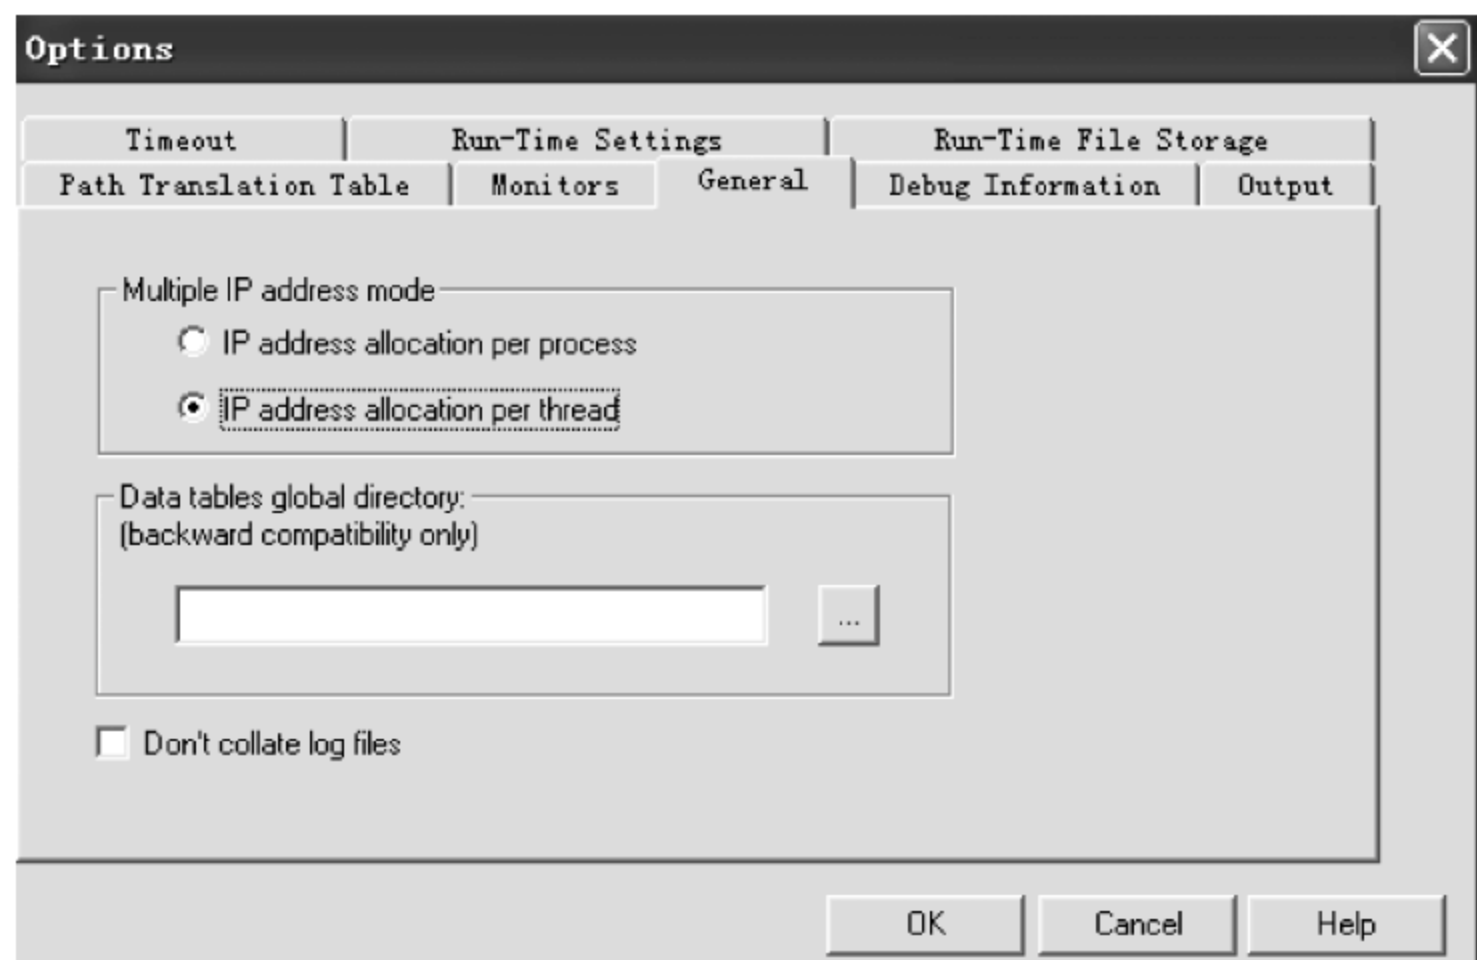 Options
Timeout Run-Time Settings Run-Time File Storage
Path Translation Table Monitors General Debug Information Output
Multiple IP address mode
IP address allocation per process
IP address allocation per thread
Data tables global directory:
(backward compatibility only)
...
Don't collate log files
OK Cancel Help